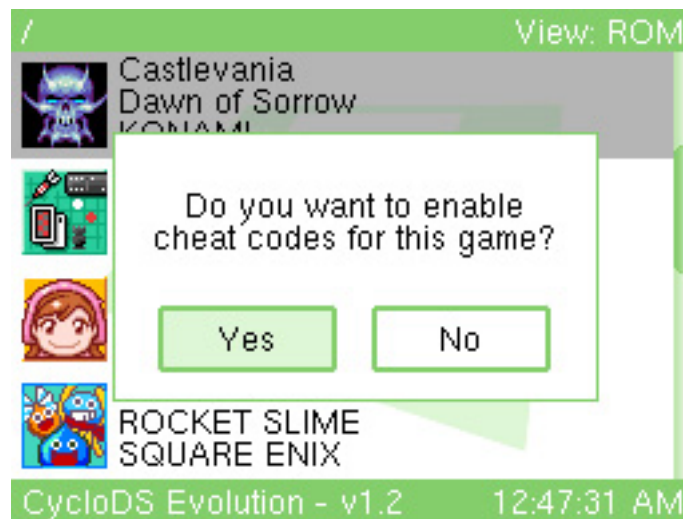 / View: ROM
Castlevania
Dawn of Sorrow
KONAMI
Do you want to enable
cheat codes for this game?
Yes No
ROCKET SLIME
SQUARE ENIX
CycloDS Evolution - v1.2 12:47:31 AM